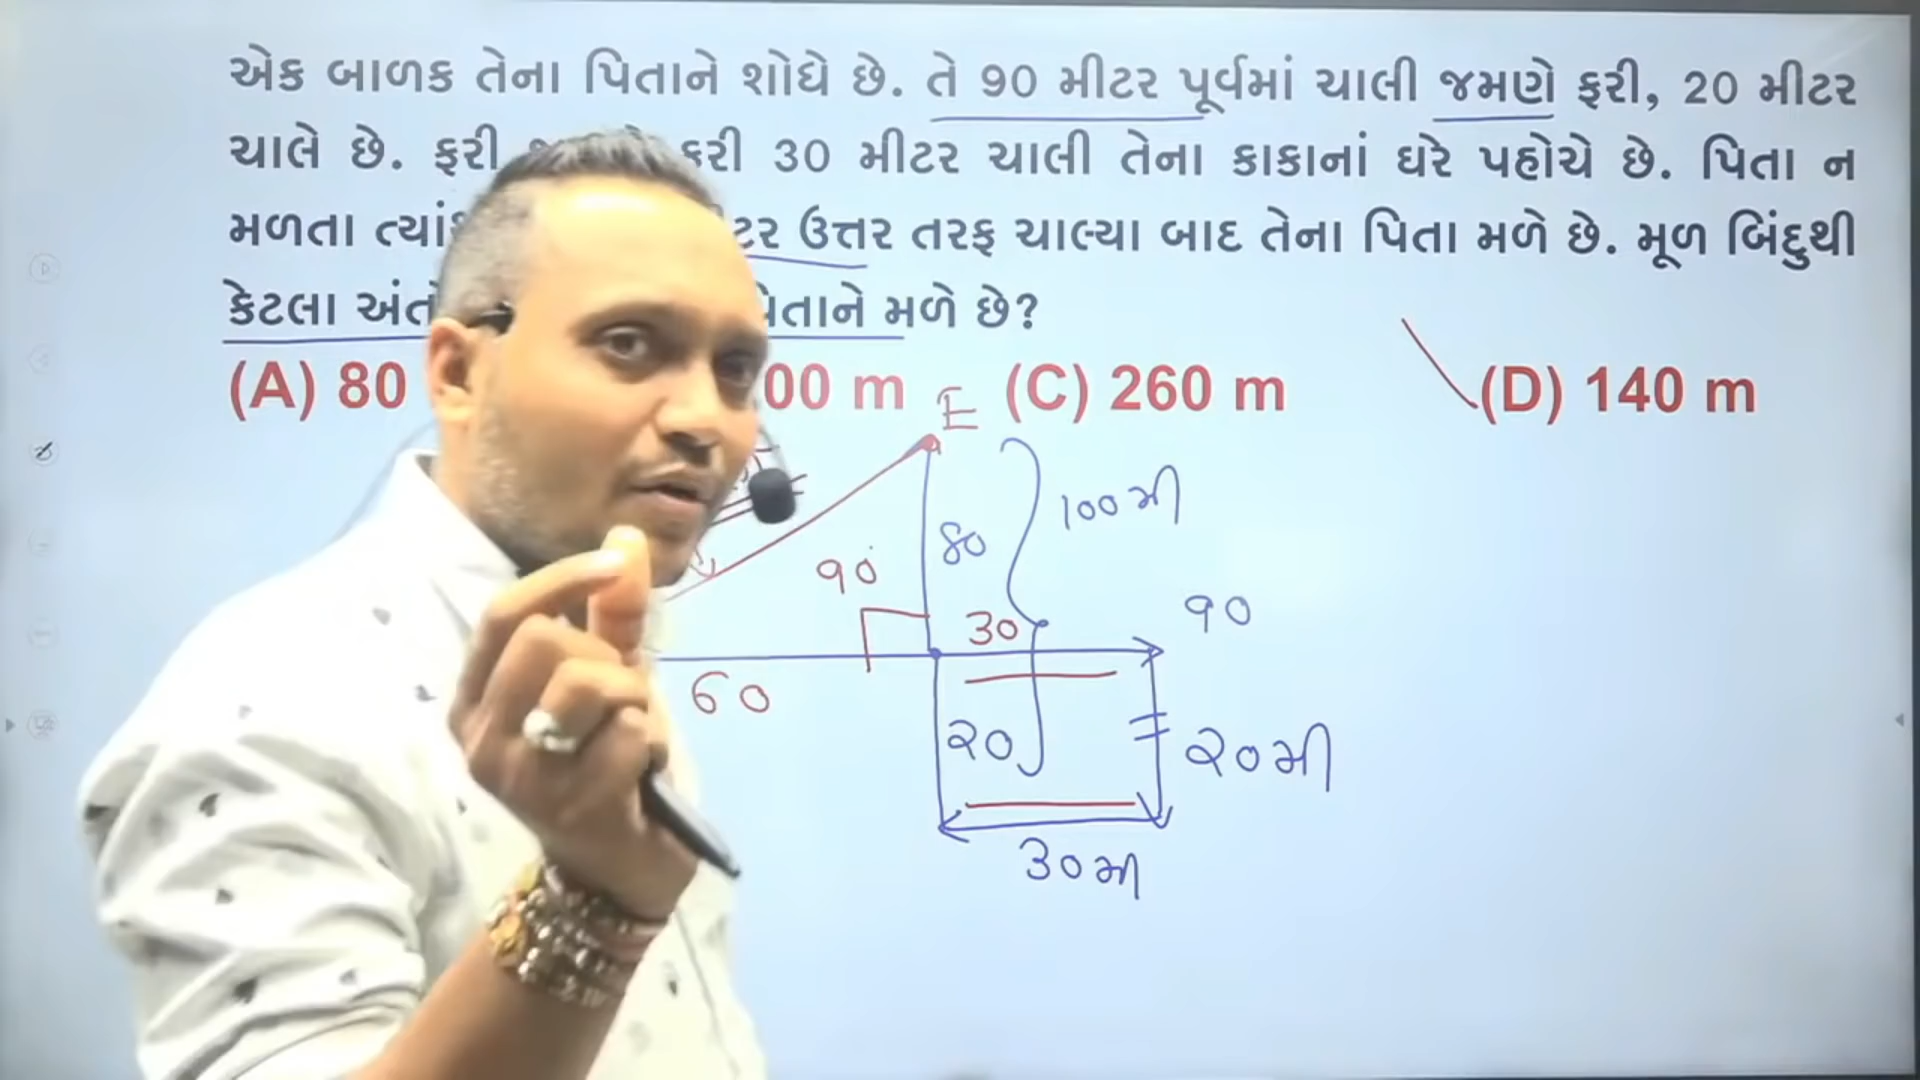 એક બાળક તેના પિતાને શોધે છે. તે 90 મીટર પૂર્વમાં ચાલી જમણે ફરી, 20 મીટર
ચાલે છે. ફરી ફરી 30 મીટર ચાલી તેના કાકાનાં ઘરે પહોચે છે. પિતા ન
મળતા ઉત્તર તરફ ચાલ્યા બાદ તેના પિતા મળે છે. મૂળ બિંદુથી
કેટલા મળે છે?
(A) 80 00 m (C) 260 m (D) 140 m
E
100 મી
80
90
30
90
60
20
20 મી
30 મી